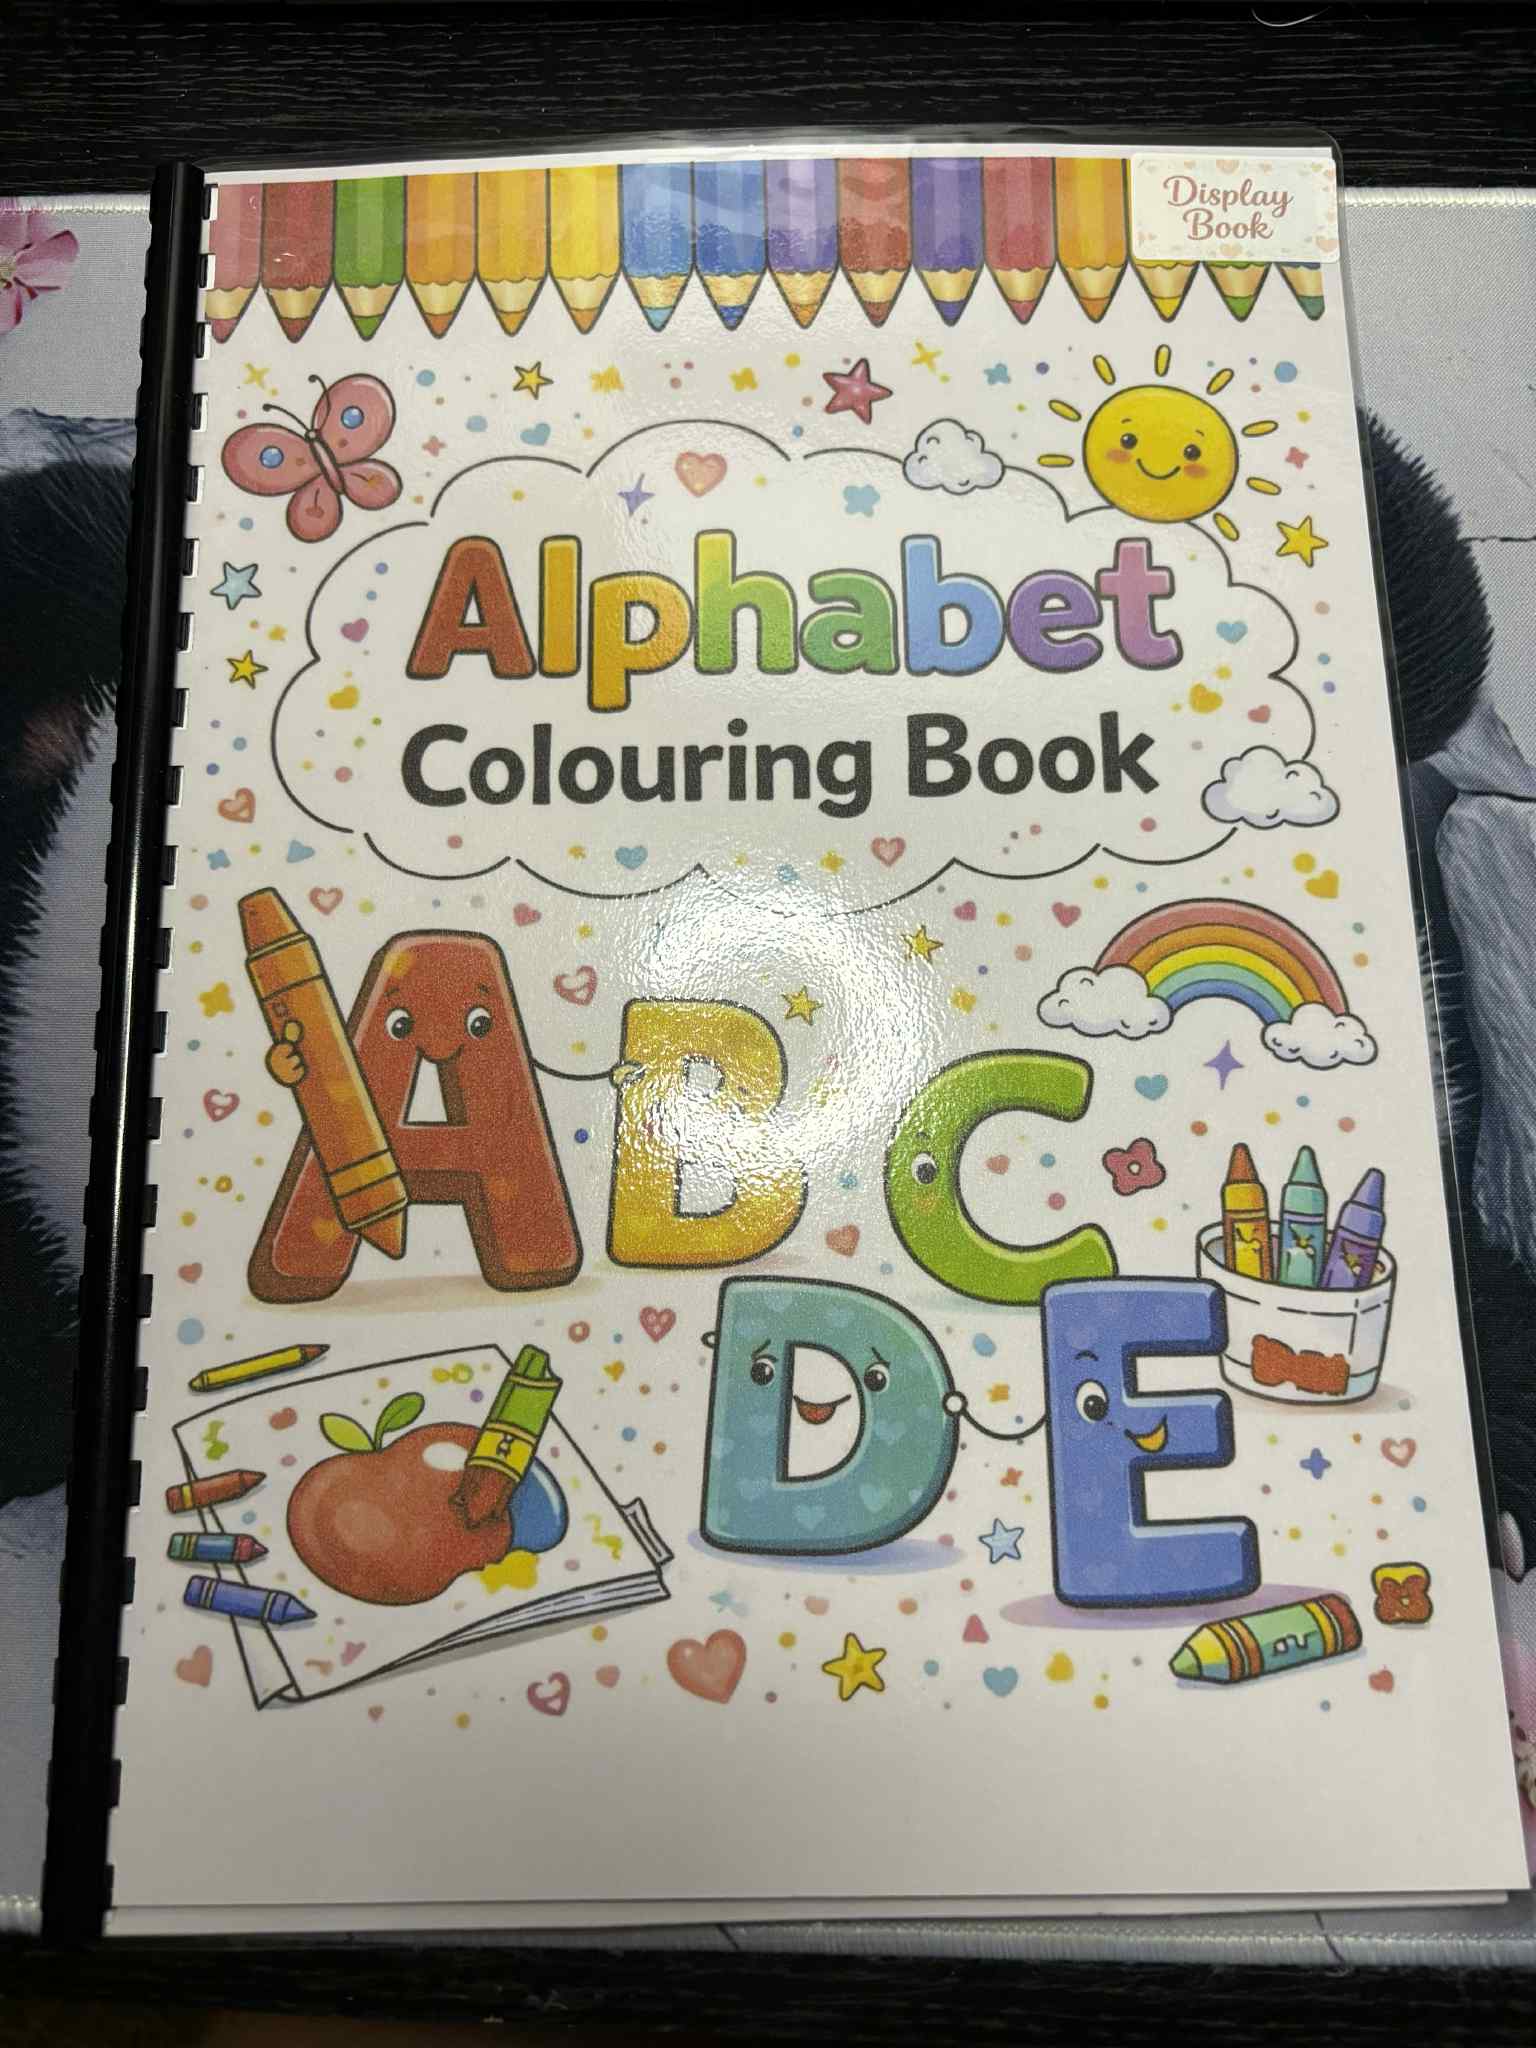 Display
Book
Alphabet
Colouring Book
A B C
D E